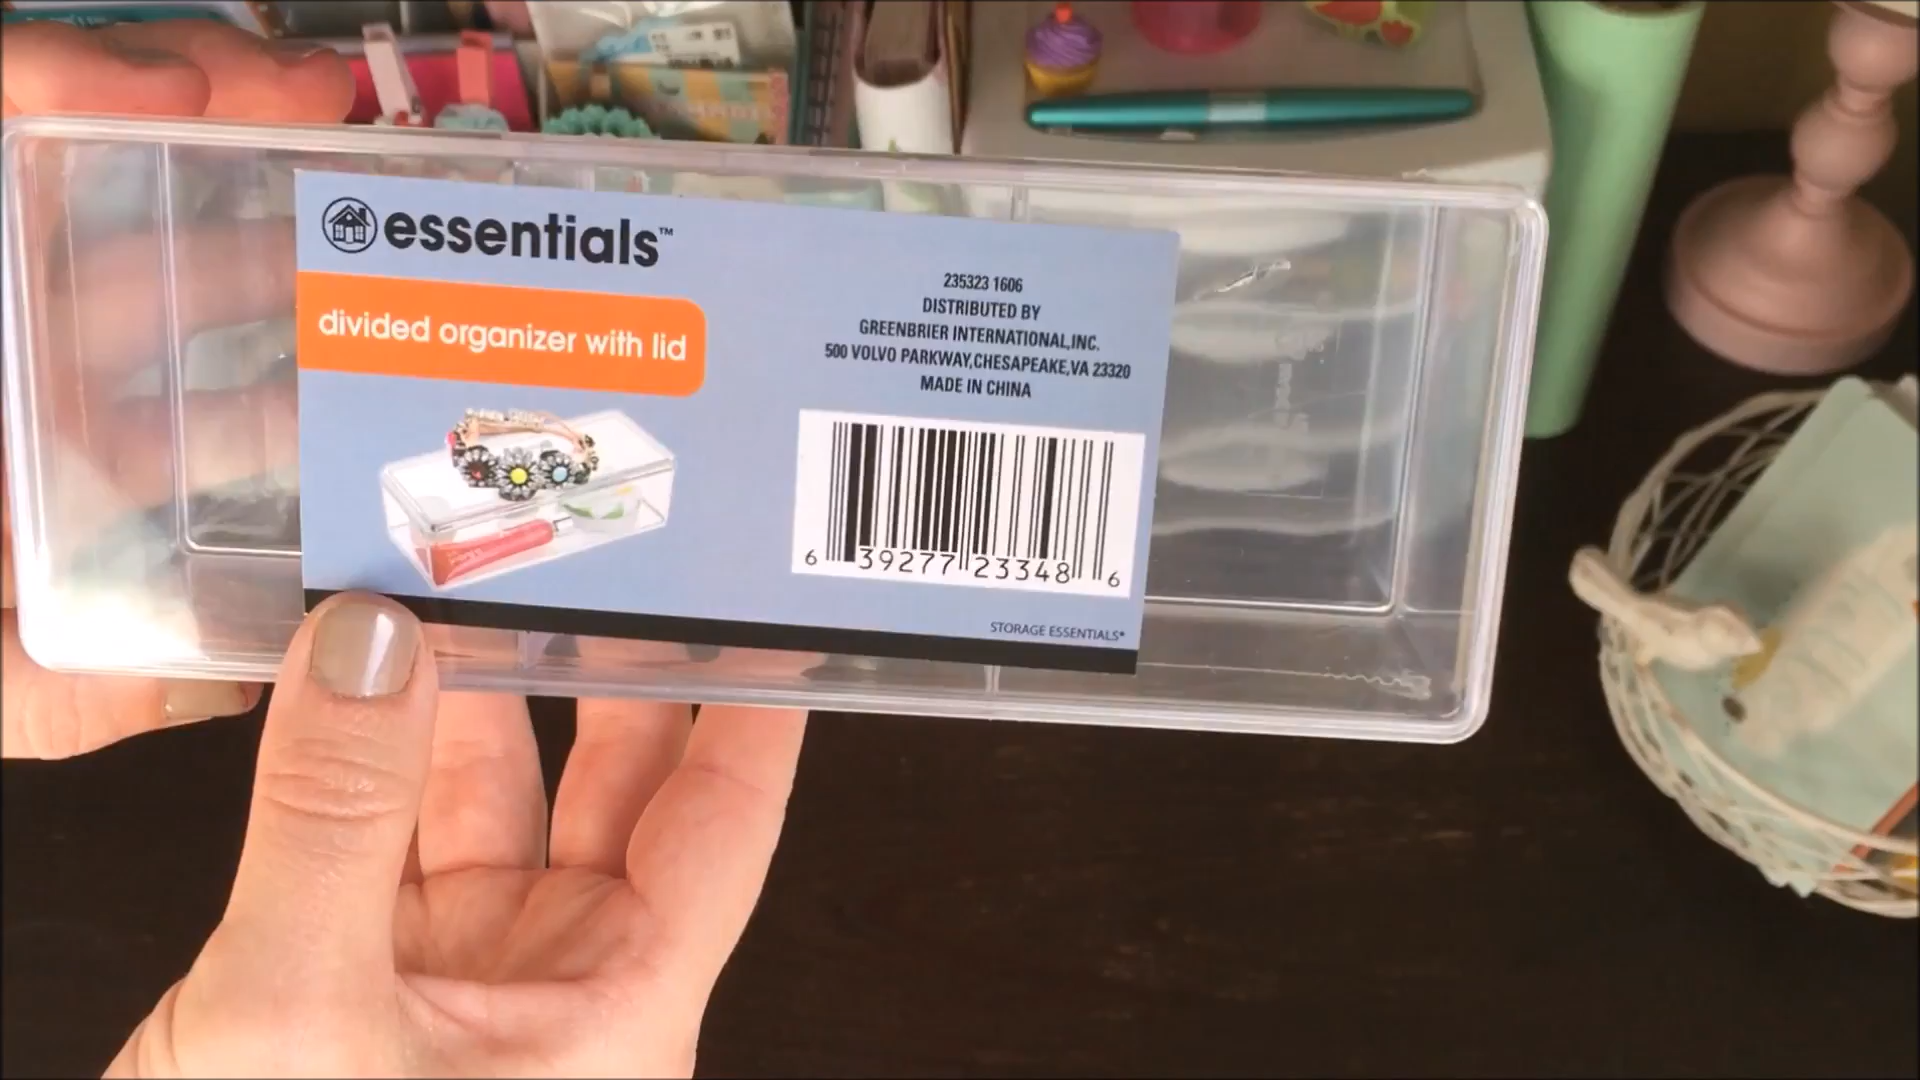 essentials™
divided organizer with lid
235323 1606
DISTRIBUTED BY
GREENBRIER INTERNATIONAL,INC.
500 VOLVO PARKWAY,CHESAPEAKE,VA 23320
MADE IN CHINA
6 39277 23348 6
STORAGE ESSENTIALS®